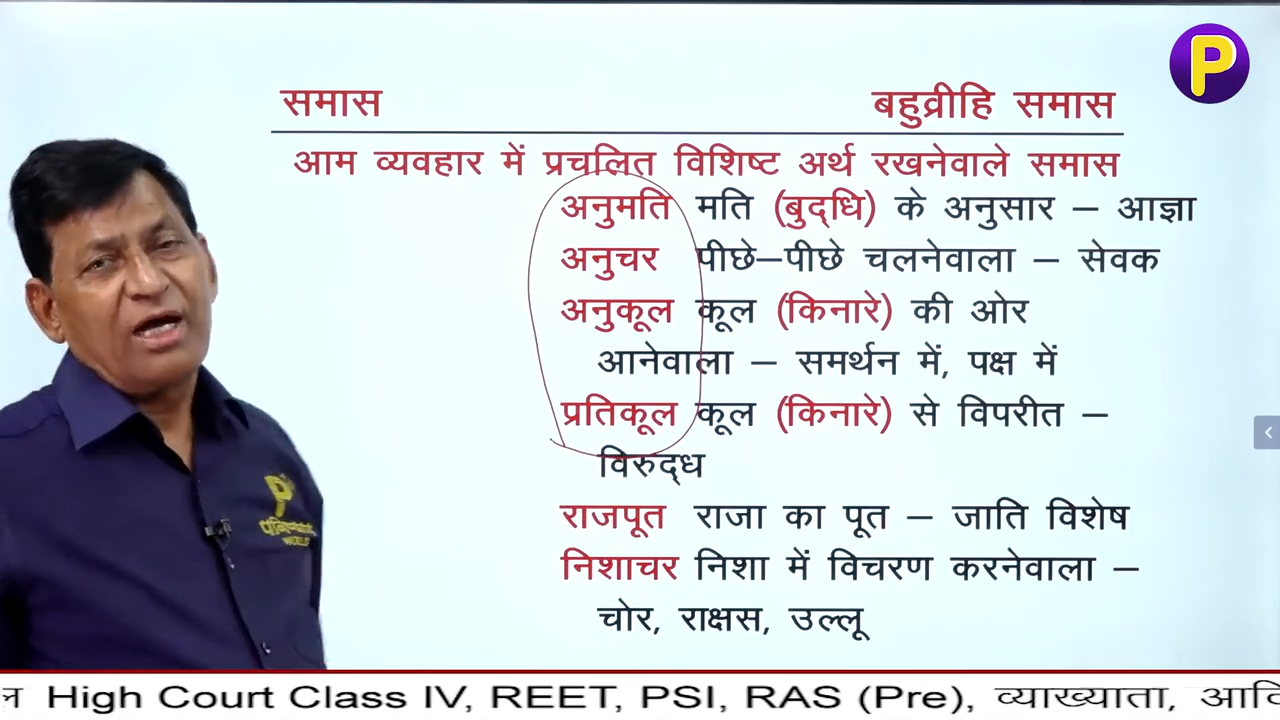 P
समास बहुव्रीहि समास
आम व्यवहार में प्रचलित विशिष्ट अर्थ रखनेवाले समास
अनुमति मति (बुद्‌धि) के अनुसार – आज्ञा
अनुचर पीछे–पीछे चलनेवाला – सेवक
अनुकूल कूल (किनारे) की ओर
आनेवाला – समर्थन में, पक्ष में
प्रतिकूल कूल (किनारे) से विपरीत –
विरुद्‌ध
राजपूत राजा का पूत – जाति विशेष
निशाचर निशा में विचरण करनेवाला –
चोर, राक्षस, उल्लू
WORLD
High Court Class IV, REET, PSI, RAS (Pre), व्याख्याता,